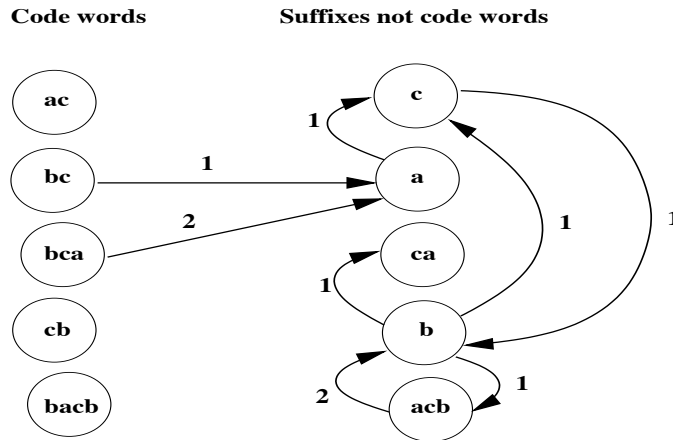 Code words Suffixes not code words
ac c
1
bc 1 a
2
bca ca
1 1 1
cb b
2 1
bacb acb